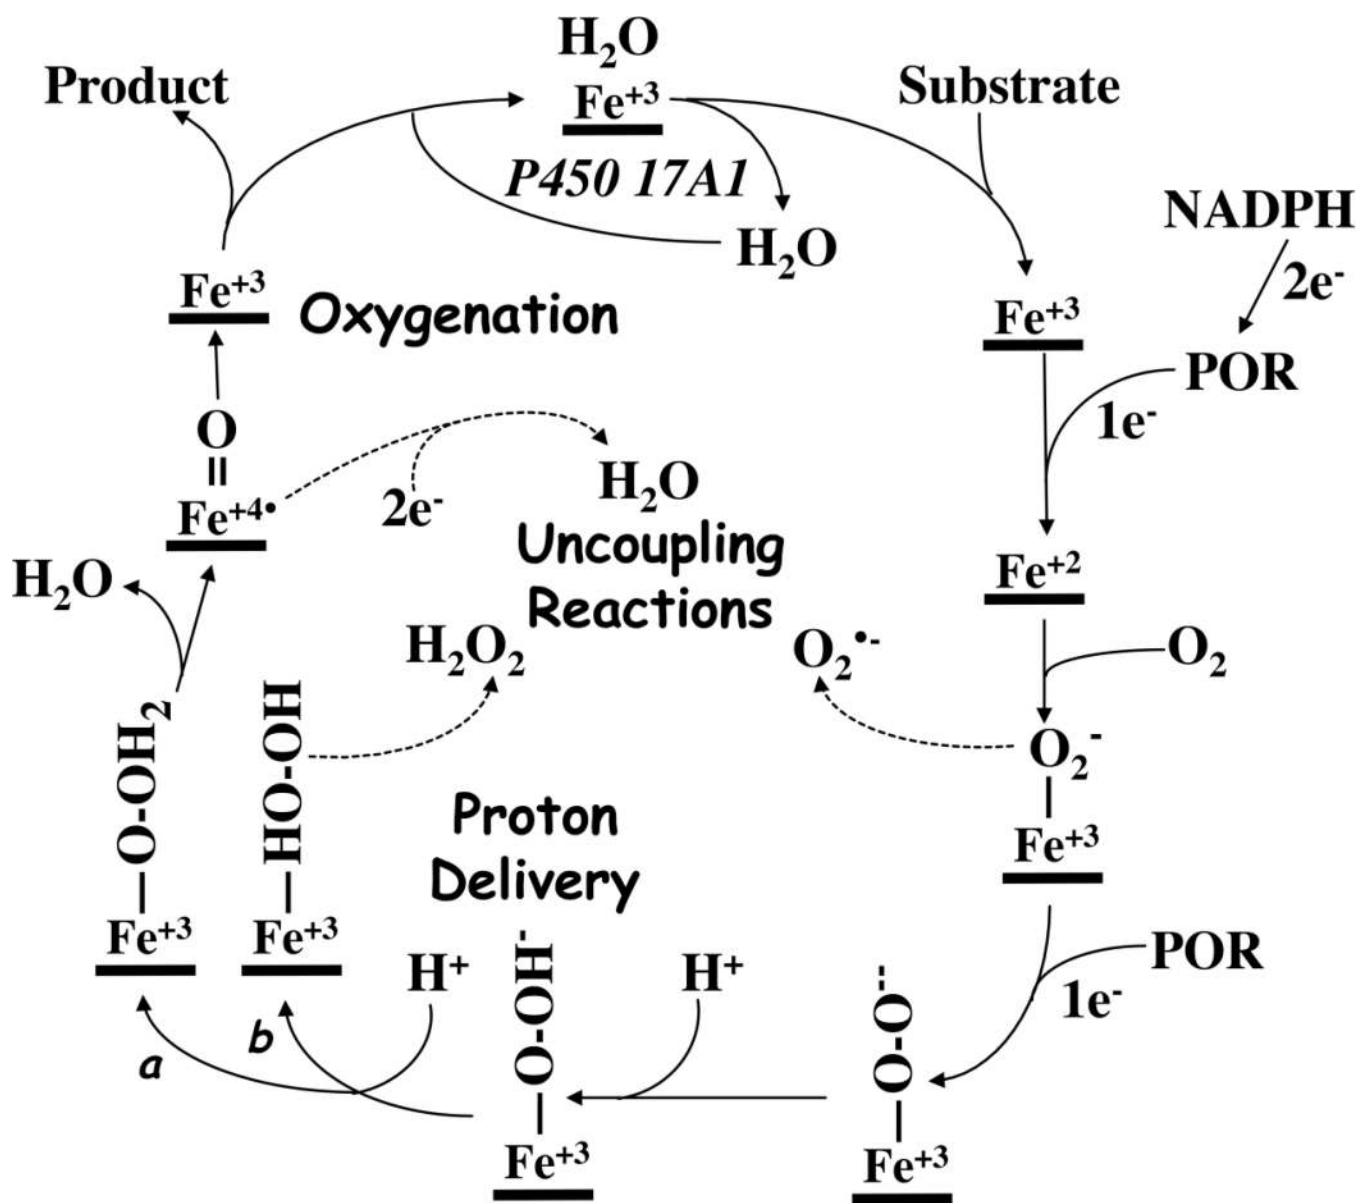 H₂O
Product
Fe⁺³
Substrate
P450 17A1
NADPH
H₂O
2e⁻
Fe⁺³
Oxygenation
Fe⁺³
POR
1e⁻
O
Fe⁺⁴•
2e⁻
H₂O
Uncoupling
Reactions
Fe⁺²
H₂O
H₂O₂
O₂•⁻
O₂
O-OH₂
HO-OH
O₂⁻
Fe⁺³
Proton
Delivery
Fe⁺³
Fe⁺³
H⁺
O-OH⁻
H⁺
O-O⁻⁻
POR
1e⁻
a
b
Fe⁺³
Fe⁺³